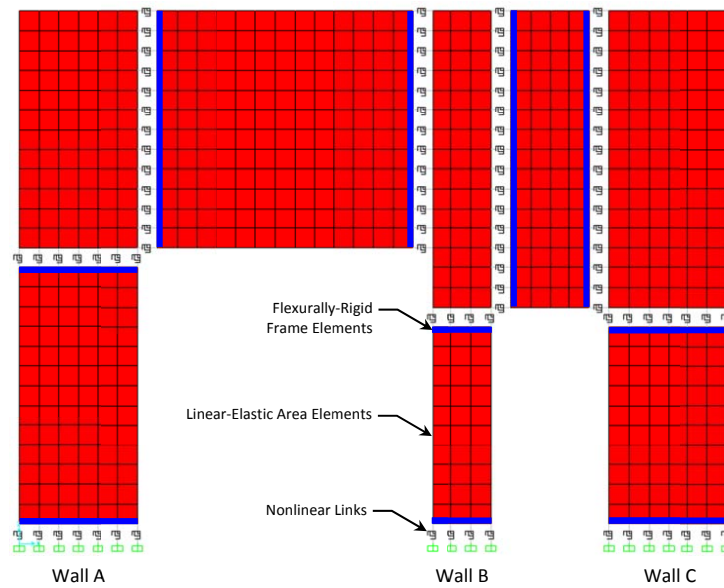 Flexurally-Rigid
Frame Elements
Linear-Elastic Area Elements
Nonlinear Links
Wall A
Wall B
Wall C